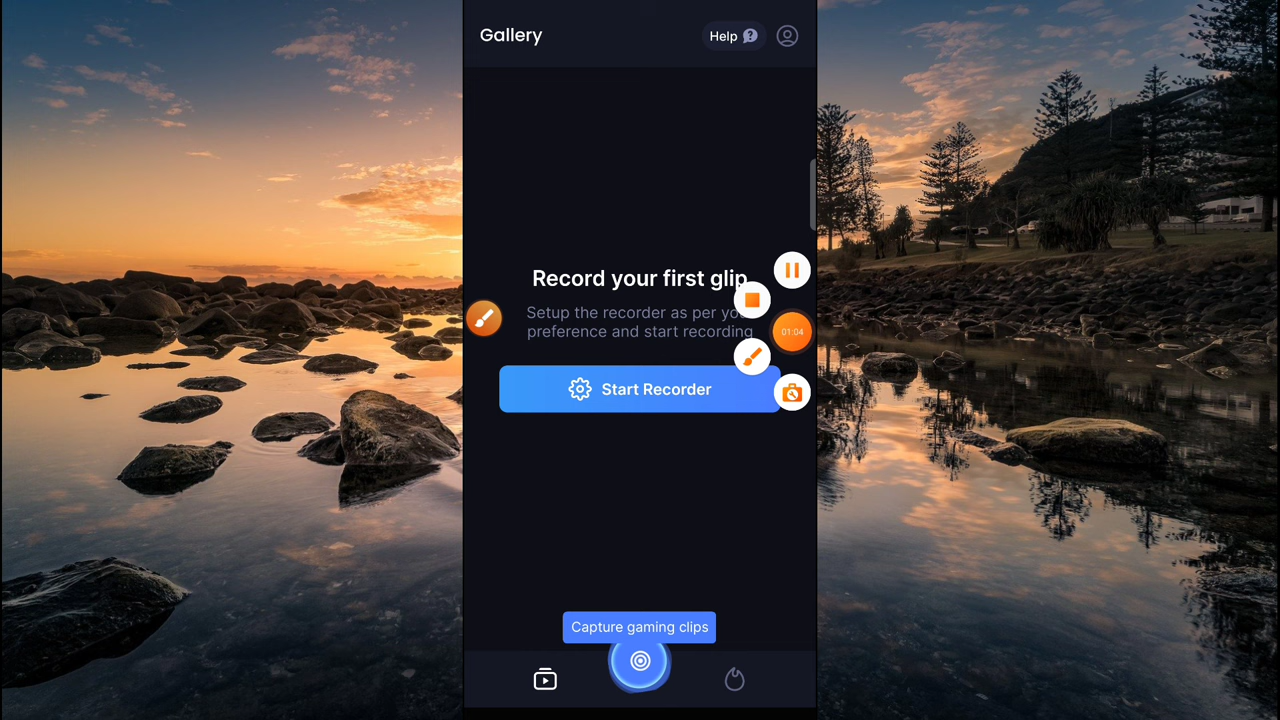 Gallery
Help
Record your first glip
Setup the recorder as per you
preference and start recording
01:04
Start Recorder
Capture gaming clips